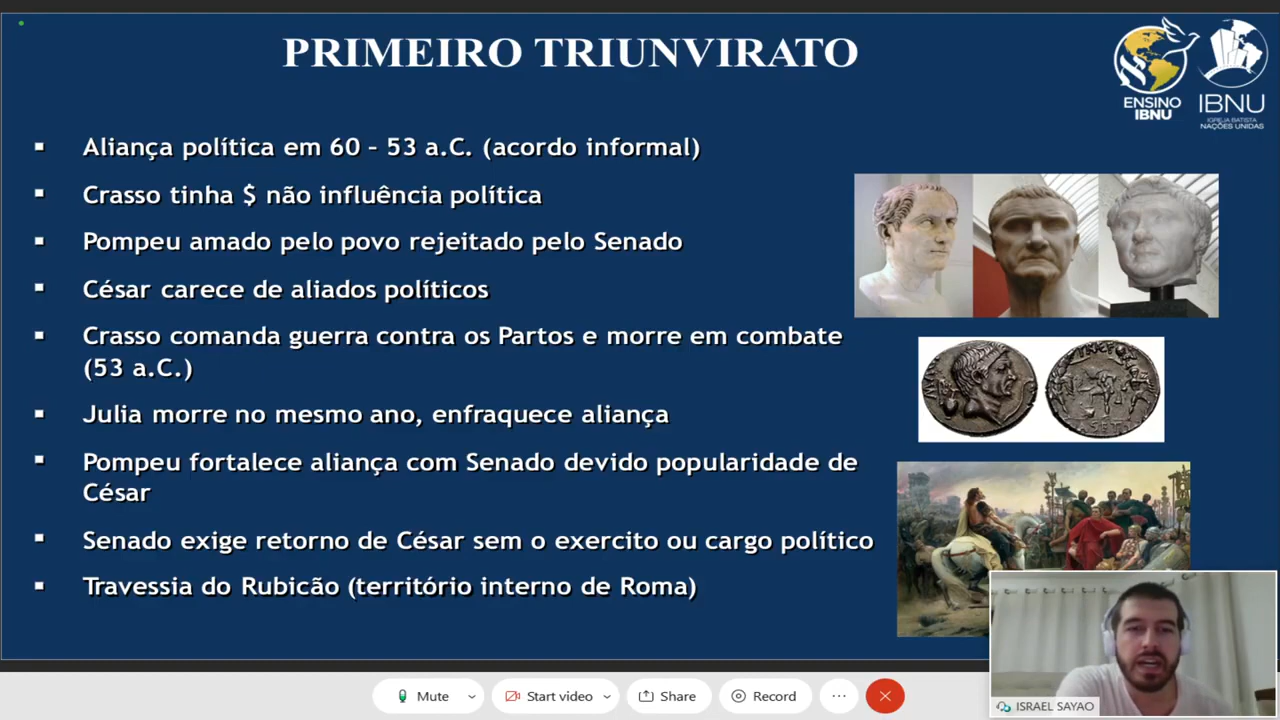 PRIMEIRO TRIUNVIRATO
ENSINO
IBNU
IBNU
IGREJA BATISTA
NAÇÕES UNIDAS
Aliança política em 60 – 53 a.C. (acordo informal)
Crasso tinha $ não influência política
Pompeu amado pelo povo rejeitado pelo Senado
César carece de aliados políticos
Crasso comanda guerra contra os Partos e morre em combate
(53 a.C.)
Julia morre no mesmo ano, enfraquece aliança
Pompeu fortalece aliança com Senado devido popularidade de
César
Senado exige retorno de César sem o exercito ou cargo político
Travessia do Rubicão (território interno de Roma)
ISRAEL SAYAO
Mute
Start video
Share
Record